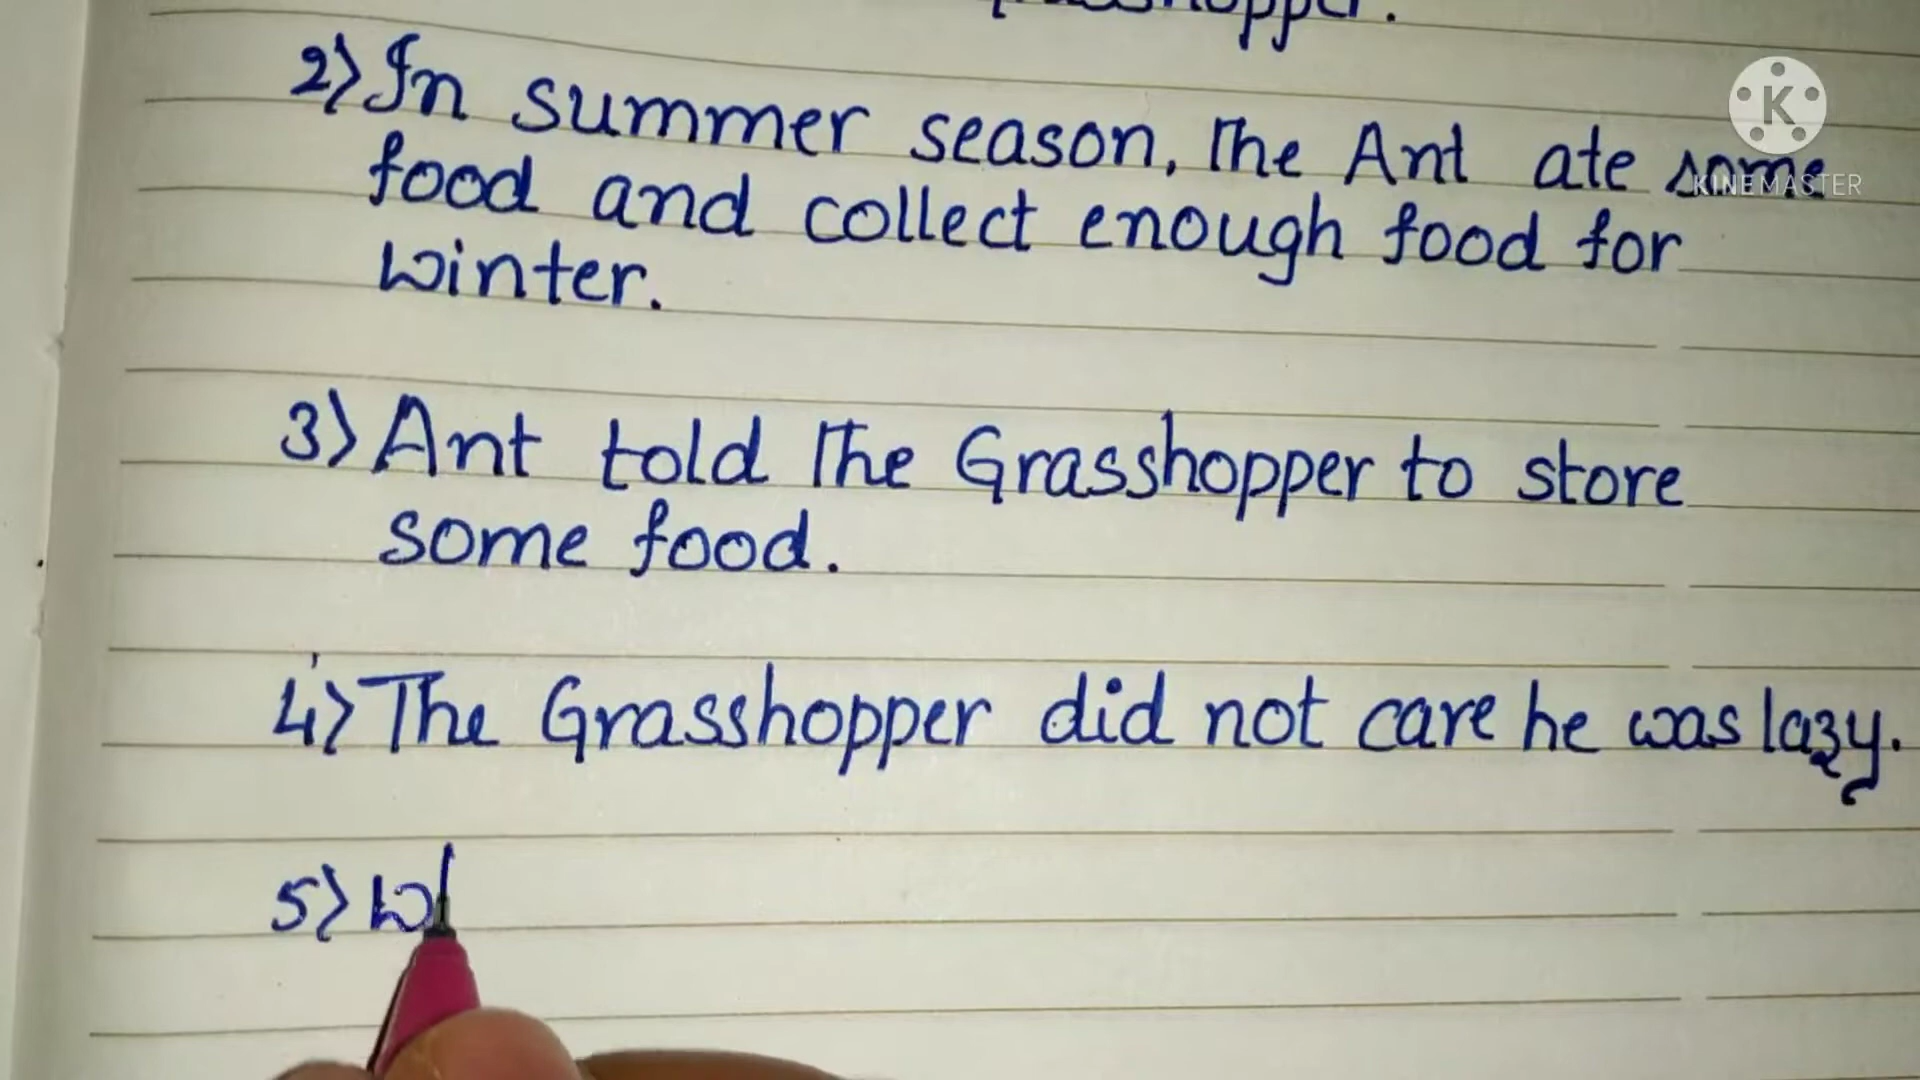 2) In summer season, the Ant ate some
food and collect enough food for
winter.
3) Ant told the Grasshopper to store
some food.
4) The Grasshopper did not care he was lazy.
5)
K
KINEMASTER